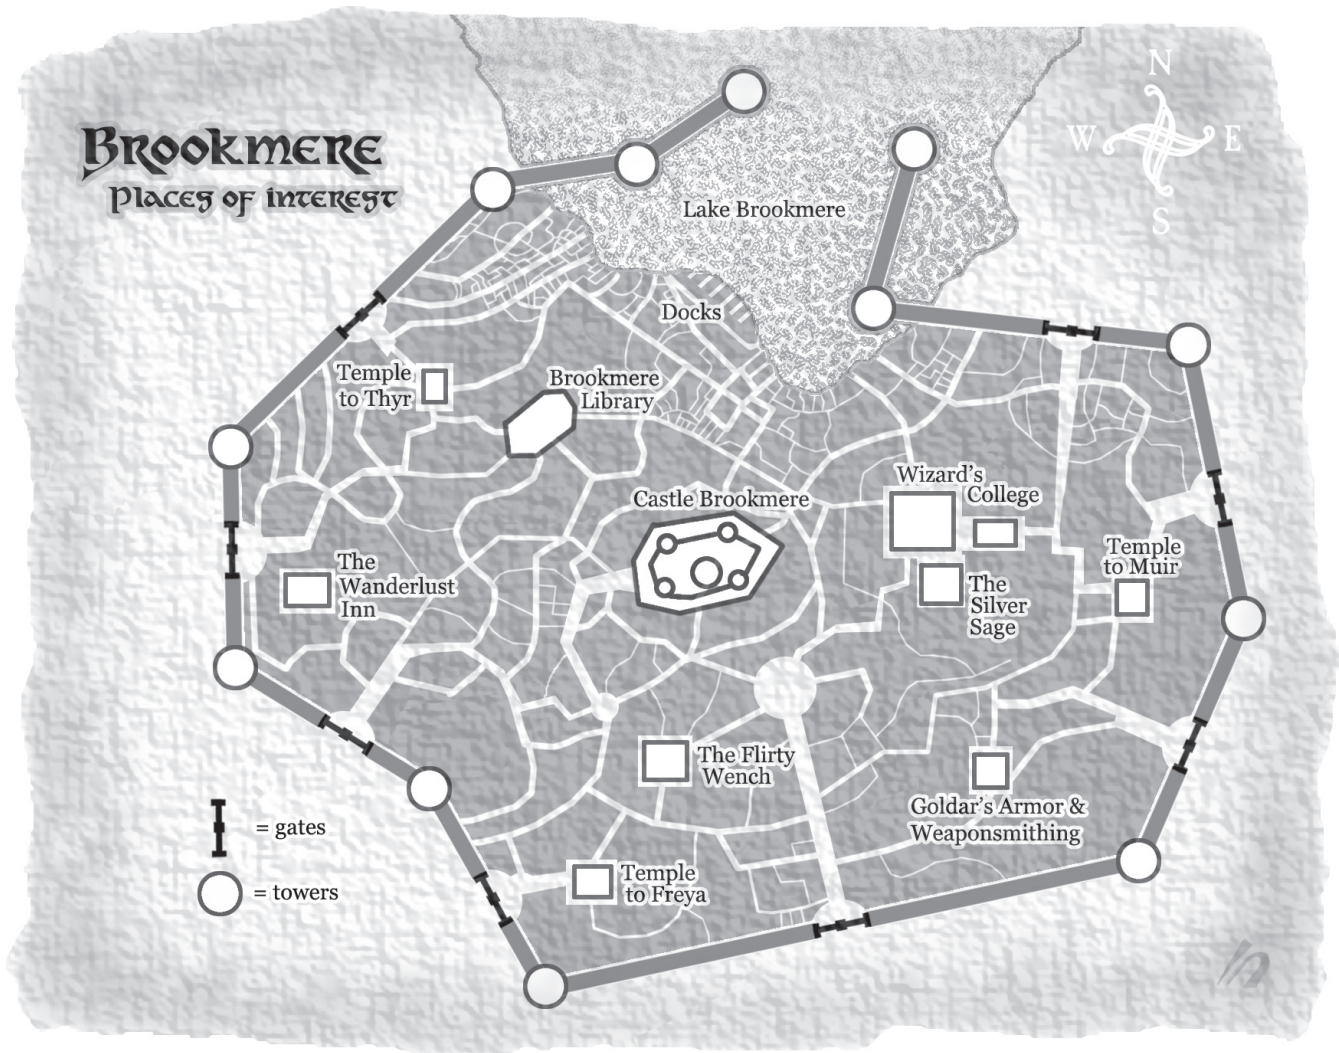 N
W E
S
Brookmere
Places of interest
Lake Brookmere
Docks
Temple
to Thyr
Brookmere
Library
Castle Brookmere
Wizard's
College
The
Wanderlust
Inn
Temple
to Muir
The
Silver
Sage
The Flirty
Wench
Goldar's Armor &
Weaponsmithing
= gates
= towers
Temple
to Freya